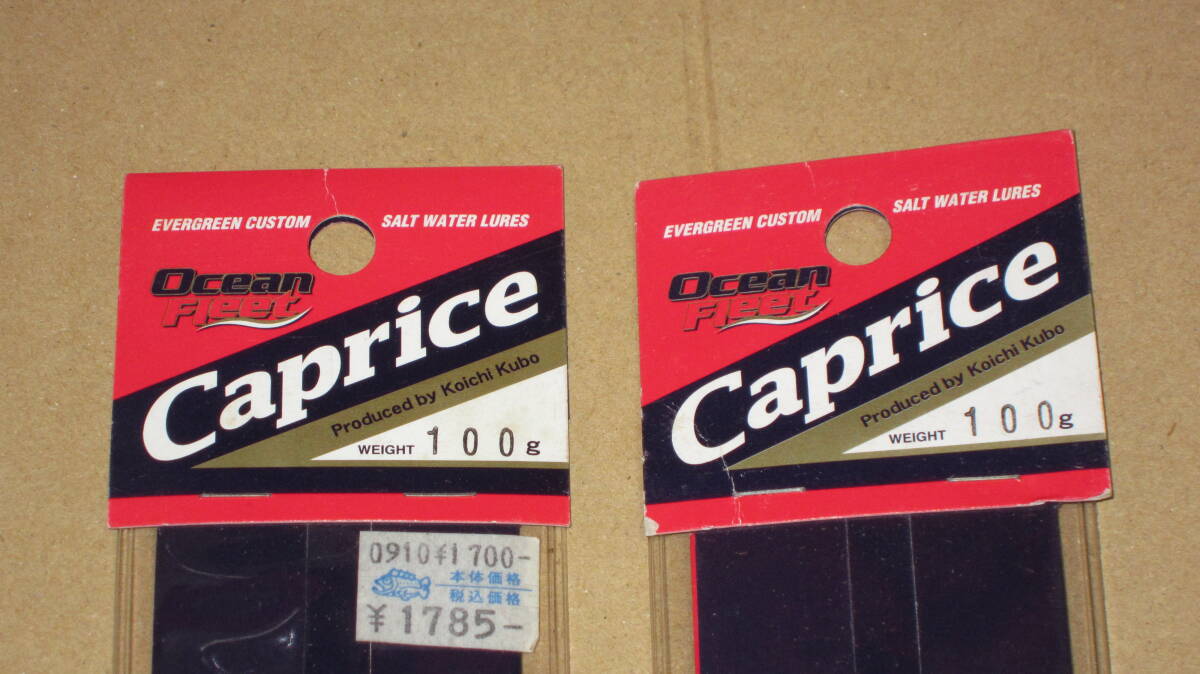 EVERGREEN CUSTOM SALT WATER LURES
Ocean
Fleet
Caprice
Produced by Koichi Kubo
WEIGHT 100g
0910 ¥1700-
本体価格
税込価格
¥1785-
EVERGREEN CUSTOM SALT WATER LURES
Ocean
Fleet
Caprice
Produced by Koichi Kubo
WEIGHT 100g